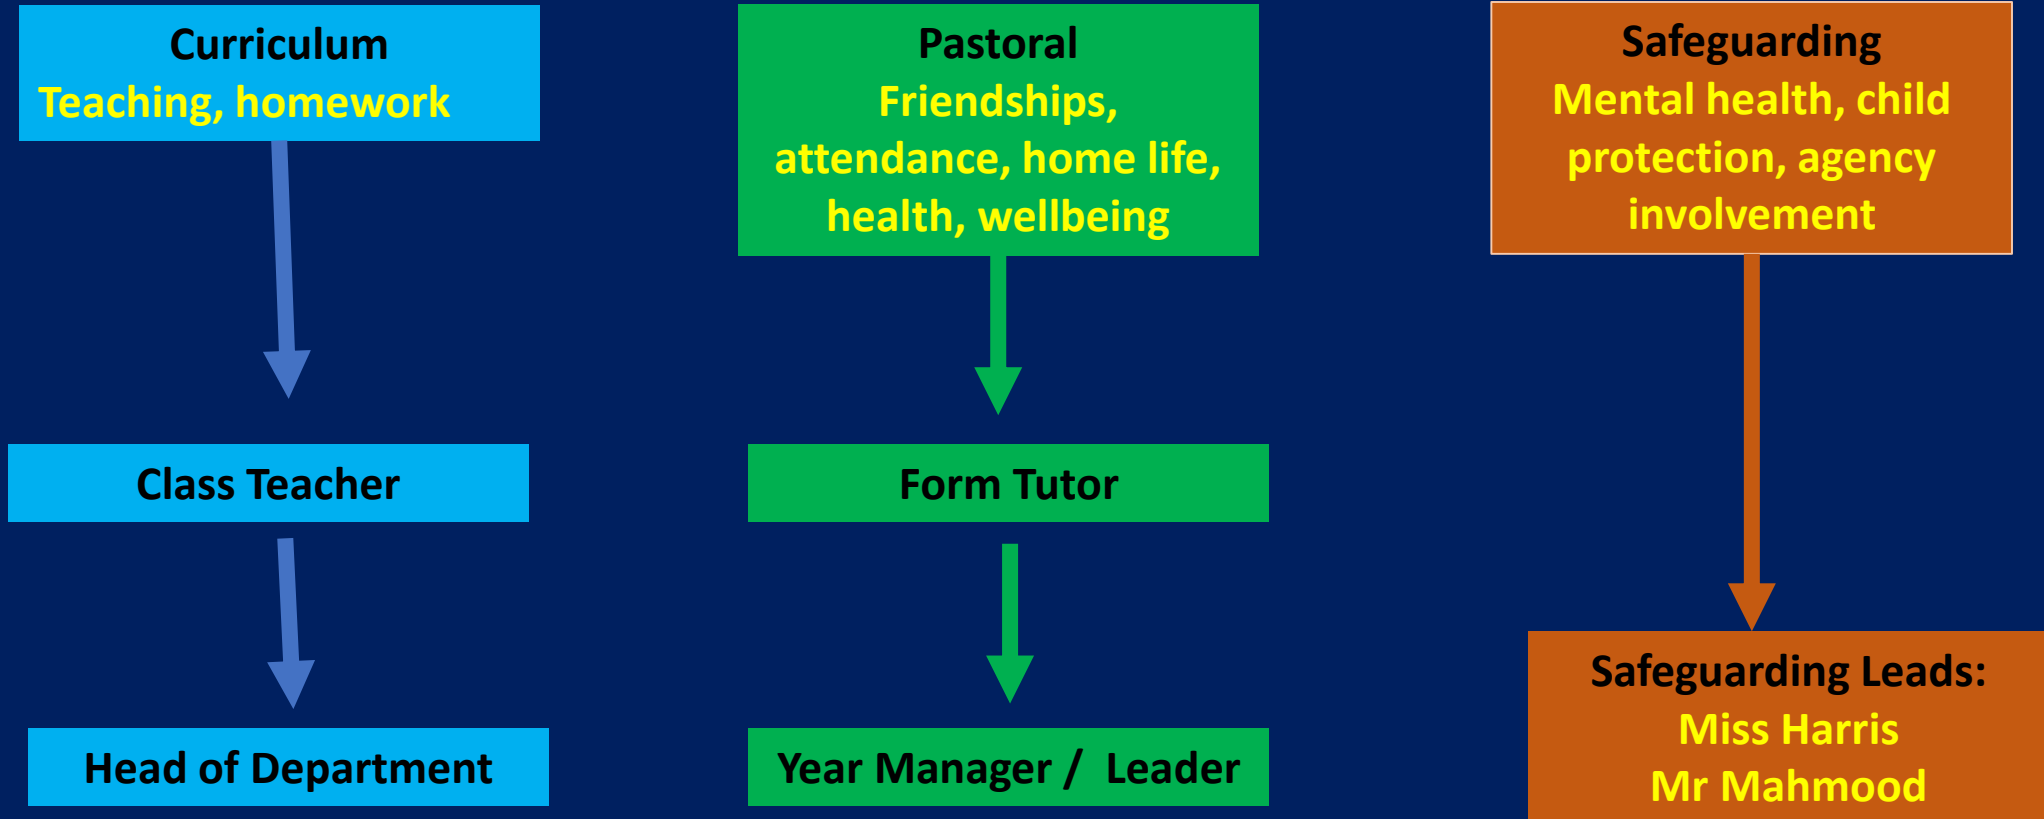 Curriculum
Teaching, homework
Pastoral
Friendships,
attendance, home life,
health, wellbeing
Safeguarding
Mental health, child
protection, agency
involvement
Class Teacher
Form Tutor
Head of Department
Year Manager / Leader
Safeguarding Leads:
Miss Harris
Mr Mahmood